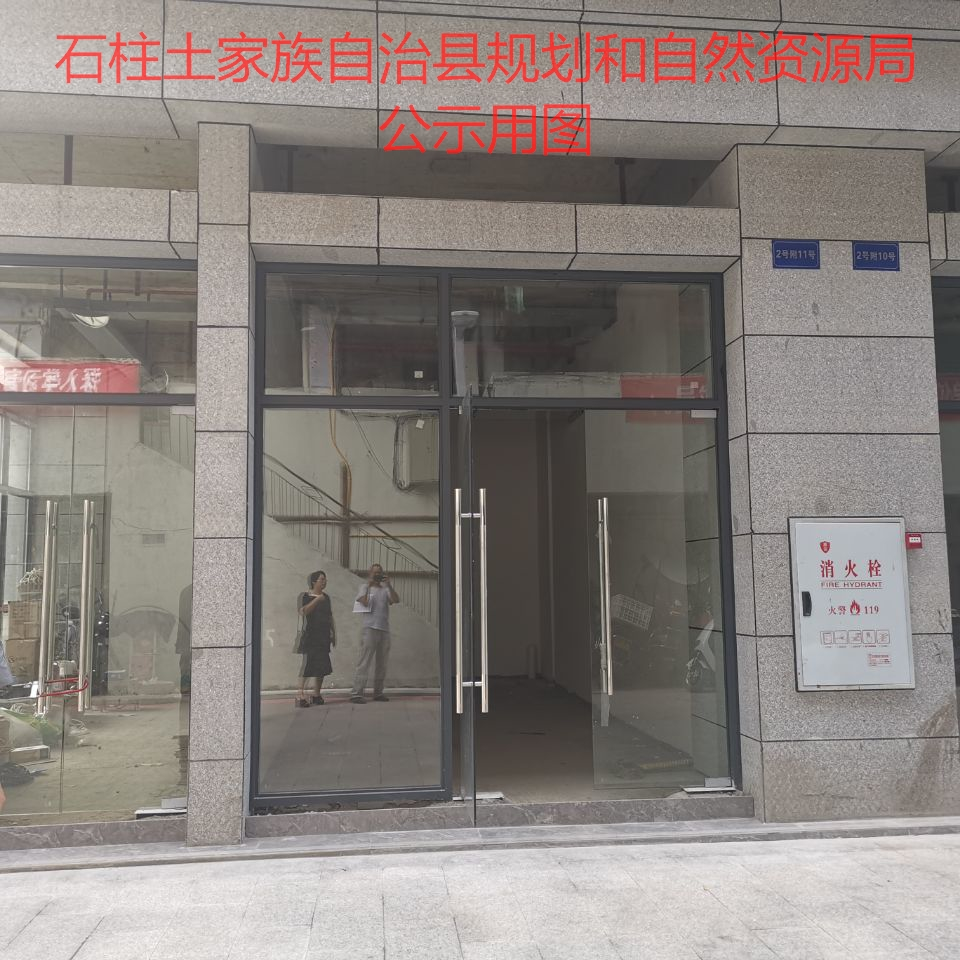 石柱土家族自治县规划和自然资源局
公示用图
2号附11号
2号附10号
消火栓
FIRE HYDRANT
火警 119